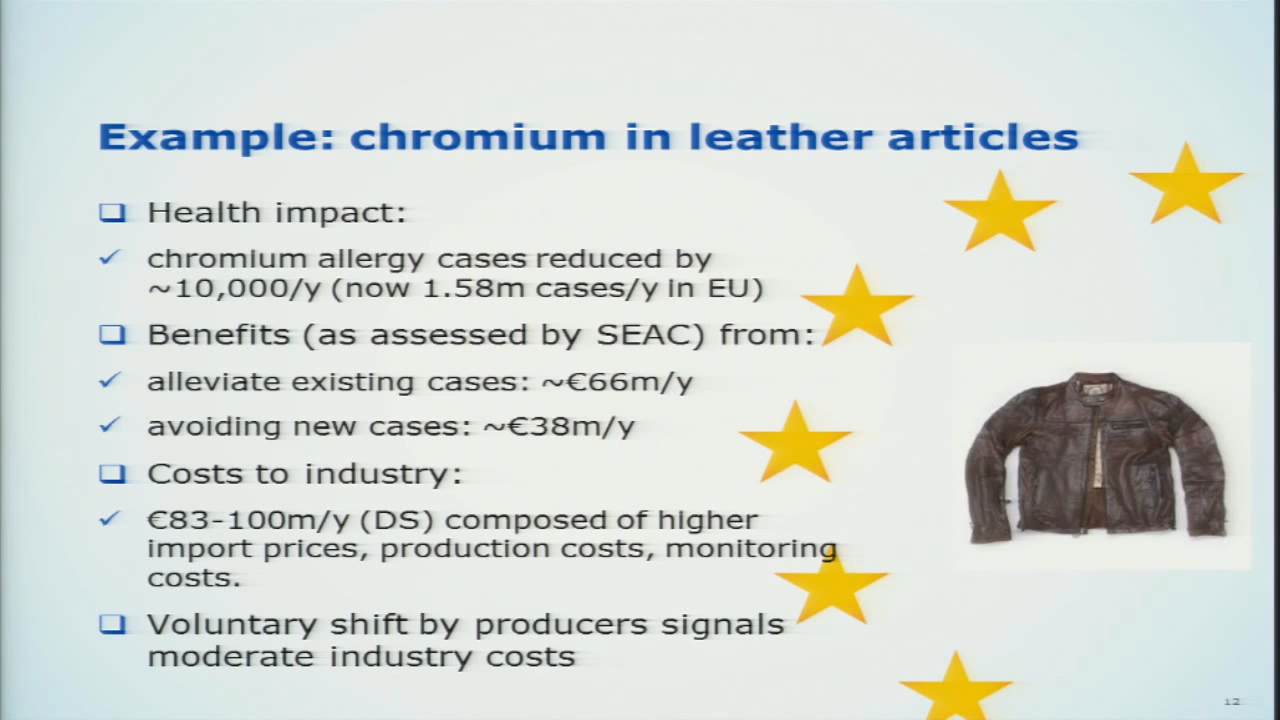 Example: chromium in leather articles
❑ Health impact:
✓ chromium allergy cases reduced by
~10,000/y (now 1.58m cases/y in EU)
❑ Benefits (as assessed by SEAC) from:
✓ alleviate existing cases: ~€66m/y
✓ avoiding new cases: ~€38m/y
❑ Costs to industry:
✓ €83-100m/y (DS) composed of higher
import prices, production costs, monitoring
costs.
❑ Voluntary shift by producers signals
moderate industry costs
12